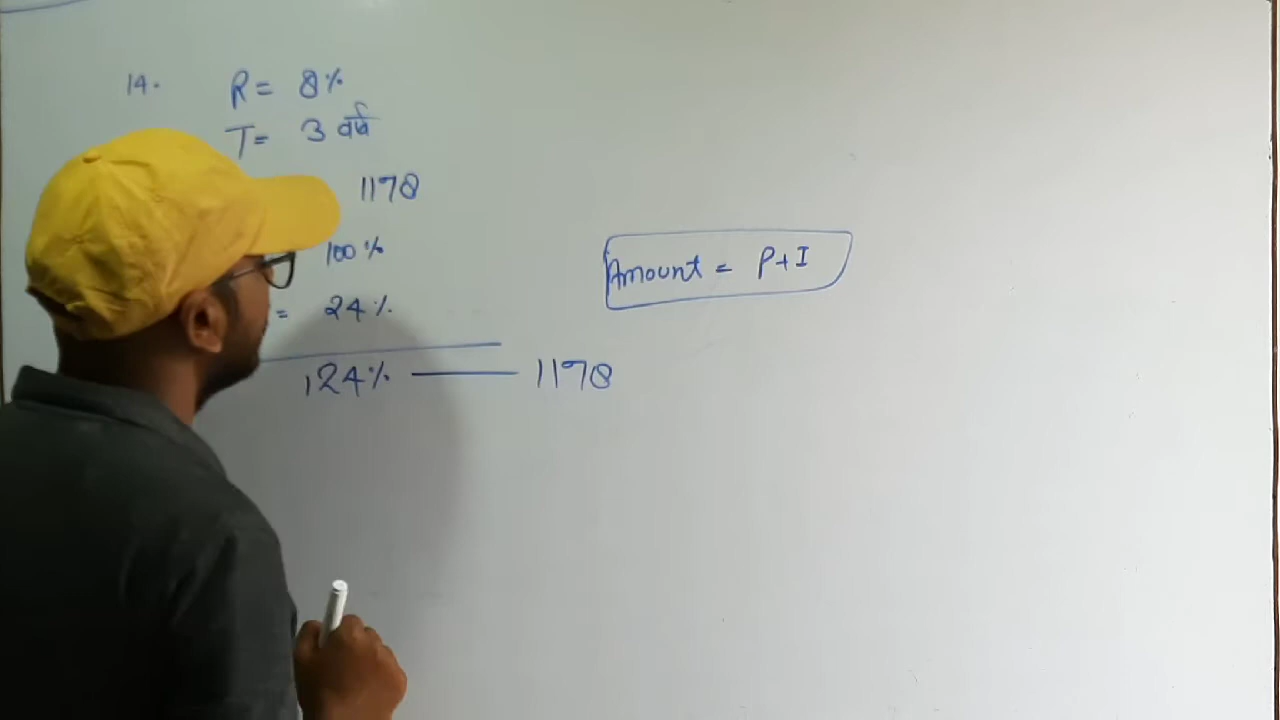 14. R = 8%
T = 3 वर्ष
1178
100%
= 24%
124% —— 1178
Amount = P+I